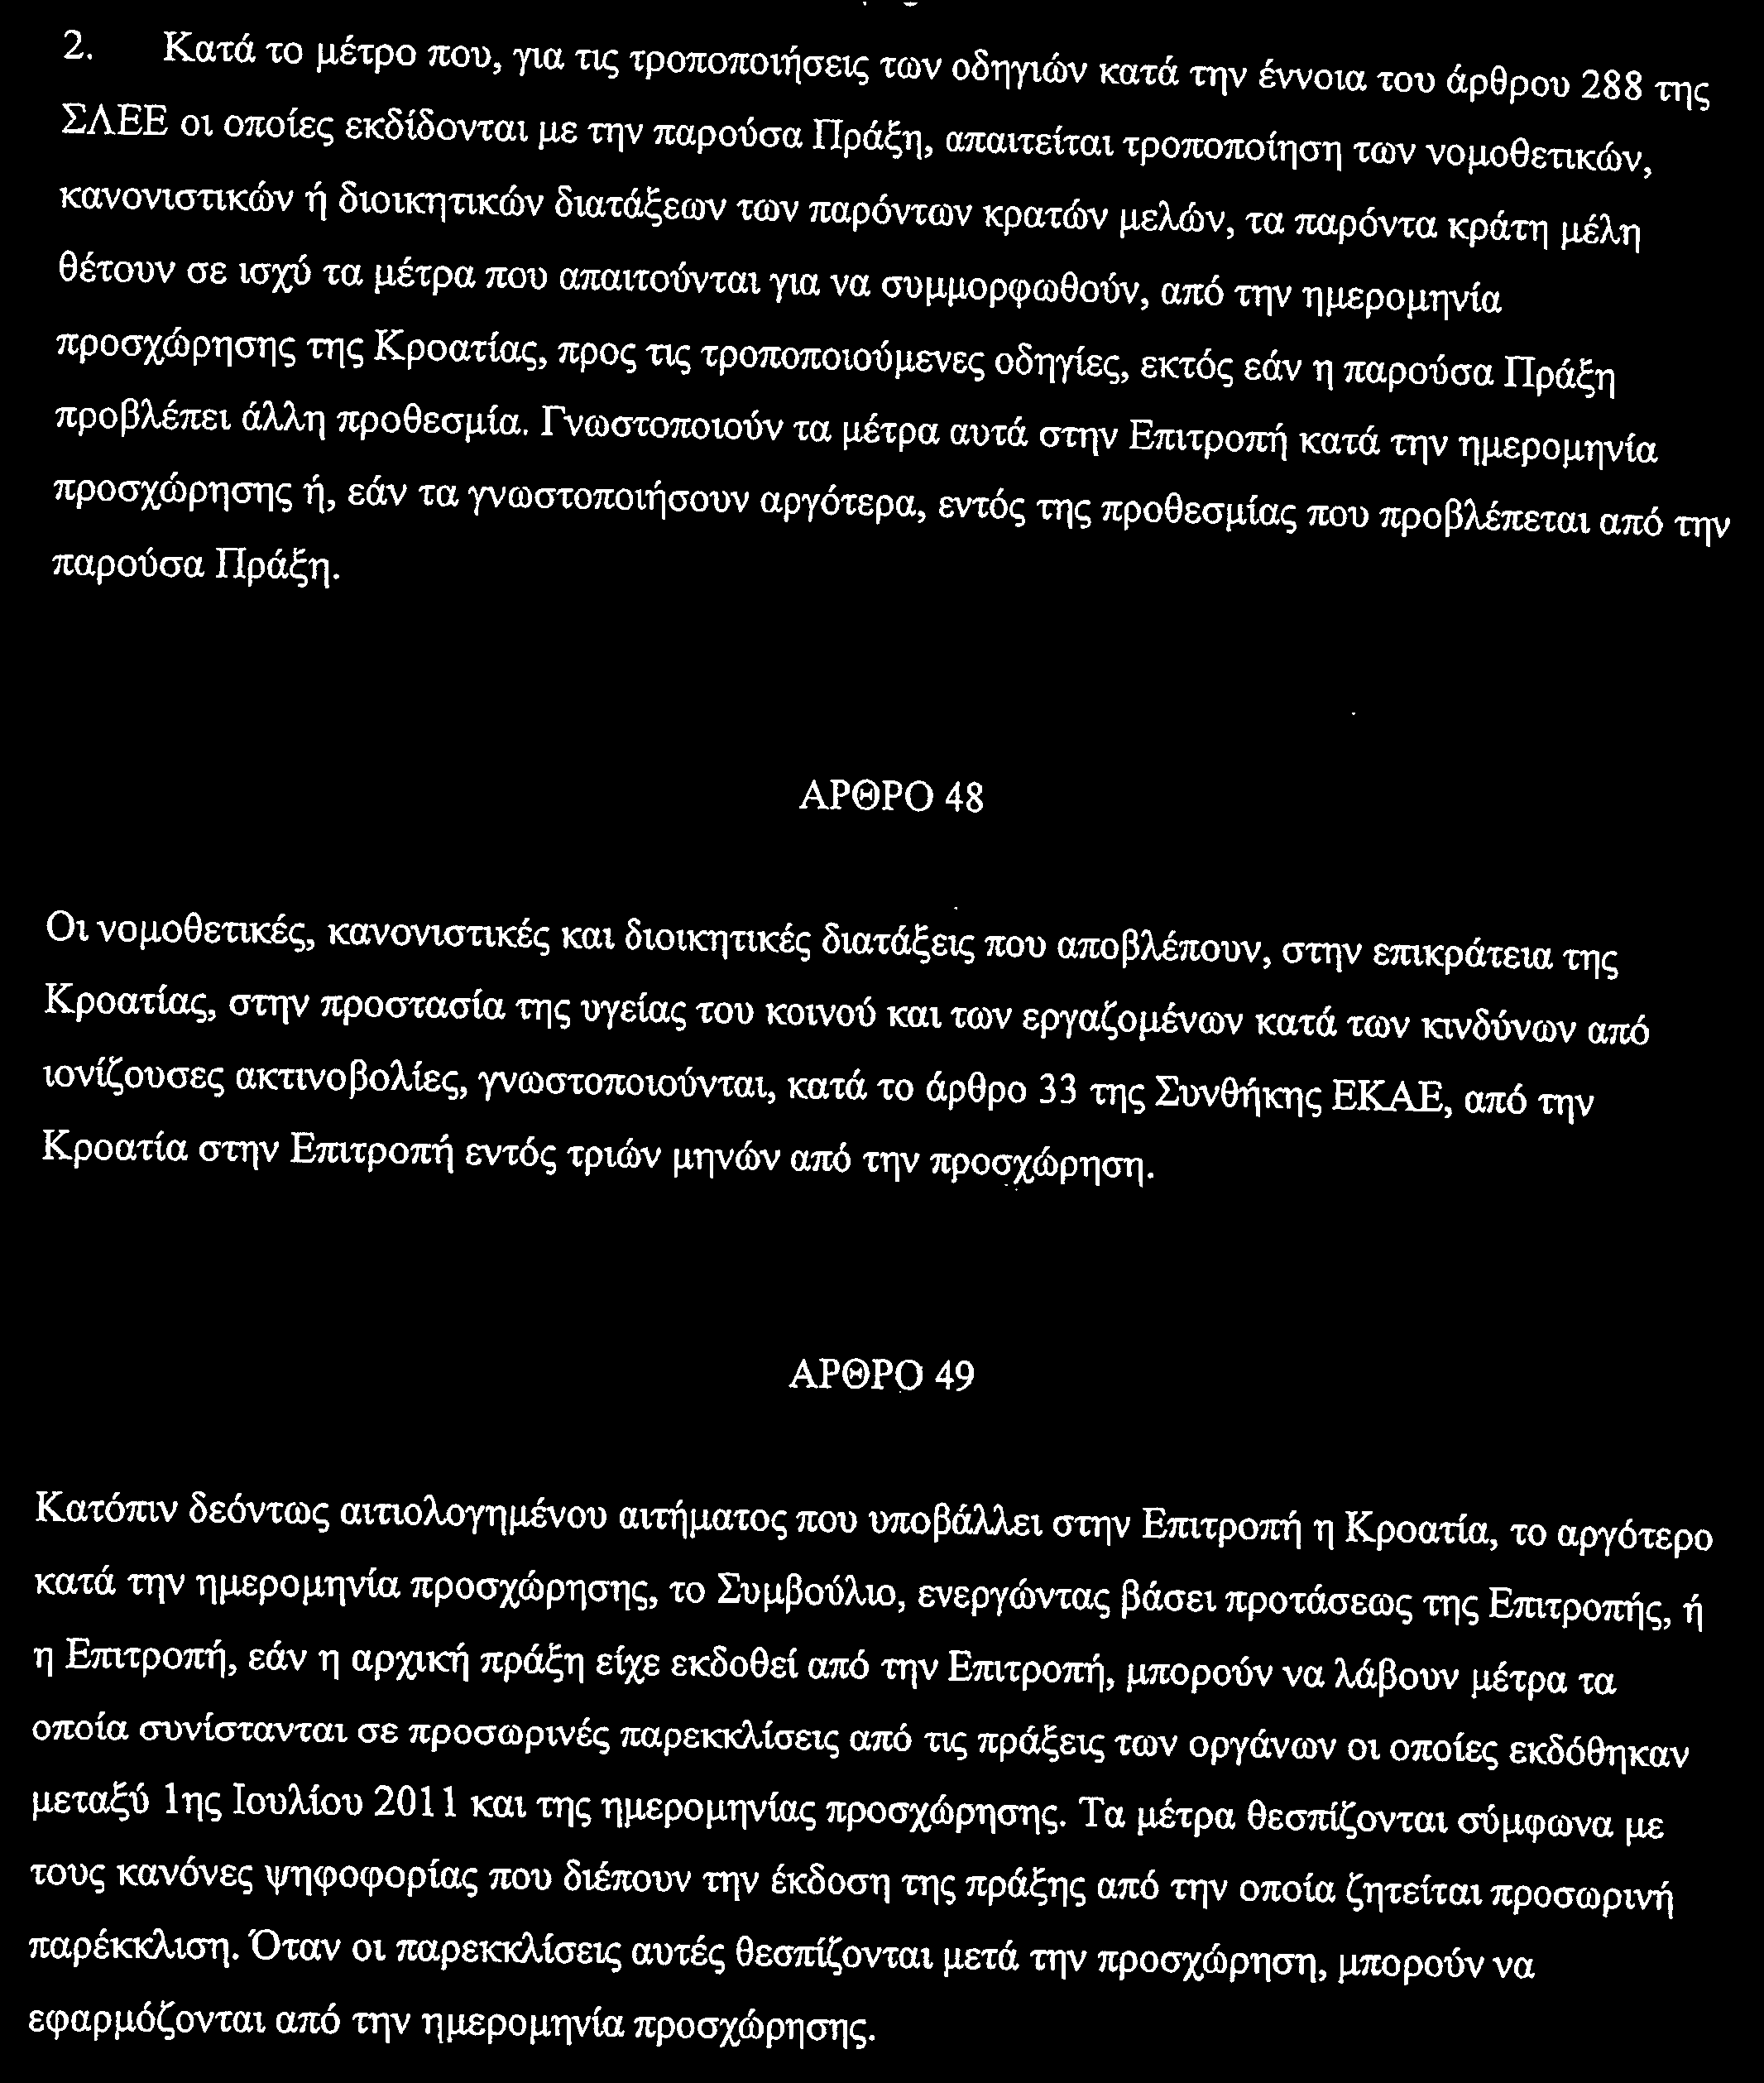 2. Κατά το μέτρο που, για τις τροποποιήσεις των οδηγιών κατά την έννοια του άρθρου 288 της
ΣΛΕΕ οι οποίες εκδίδονται με την παρούσα Πράξη, απαιτείται τροποποίηση των νομοθετικών,
κανονιστικών ή διοικητικών διατάξεων των παρόντων κρατών μελών, τα παρόντα κράτη μέλη
θέτουν σε ισχύ τα μέτρα που απαιτούνται για να συμμορφωθούν, από την ημερομηνία
προσχώρησης της Κροατίας, προς τις τροποποιούμενες οδηγίες, εκτός εάν η παρούσα Πράξη
προβλέπει άλλη προθεσμία. Γνωστοποιούν τα μέτρα αυτά στην Επιτροπή κατά την ημερομηνία
προσχώρησης ή, εάν τα γνωστοποιήσουν αργότερα, εντός της προθεσμίας που προβλέπεται από την
παρούσα Πράξη.
ΑΡΘΡΟ 48
Οι νομοθετικές, κανονιστικές και διοικητικές διατάξεις που αποβλέπουν, στην επικράτεια της
Κροατίας, στην προστασία της υγείας του κοινού και των εργαζομένων κατά των κινδύνων από
ιονίζουσες ακτινοβολίες, γνωστοποιούνται, κατά το άρθρο 33 της Συνθήκης ΕΚΑΕ, από την
Κροατία στην Επιτροπή εντός τριών μηνών από την προσχώρηση.
ΑΡΘΡΟ 49
Κατόπιν δεόντως αιτιολογημένου αιτήματος που υποβάλλει στην Επιτροπή η Κροατία, το αργότερο
κατά την ημερομηνία προσχώρησης, το Συμβούλιο, ενεργώντας βάσει προτάσεως της Επιτροπής, ή
η Επιτροπή, εάν η αρχική πράξη είχε εκδοθεί από την Επιτροπή, μπορούν να λάβουν μέτρα τα
οποία συνίστανται σε προσωρινές παρεκκλίσεις από τις πράξεις των οργάνων οι οποίες εκδόθηκαν
μεταξύ 1ης Ιουλίου 2011 και της ημερομηνίας προσχώρησης. Τα μέτρα θεσπίζονται σύμφωνα με
τους κανόνες ψηφοφορίας που διέπουν την έκδοση της πράξης από την οποία ζητείται προσωρινή
παρέκκλιση. Όταν οι παρεκκλίσεις αυτές θεσπίζονται μετά την προσχώρηση, μπορούν να
εφαρμόζονται από την ημερομηνία προσχώρησης.